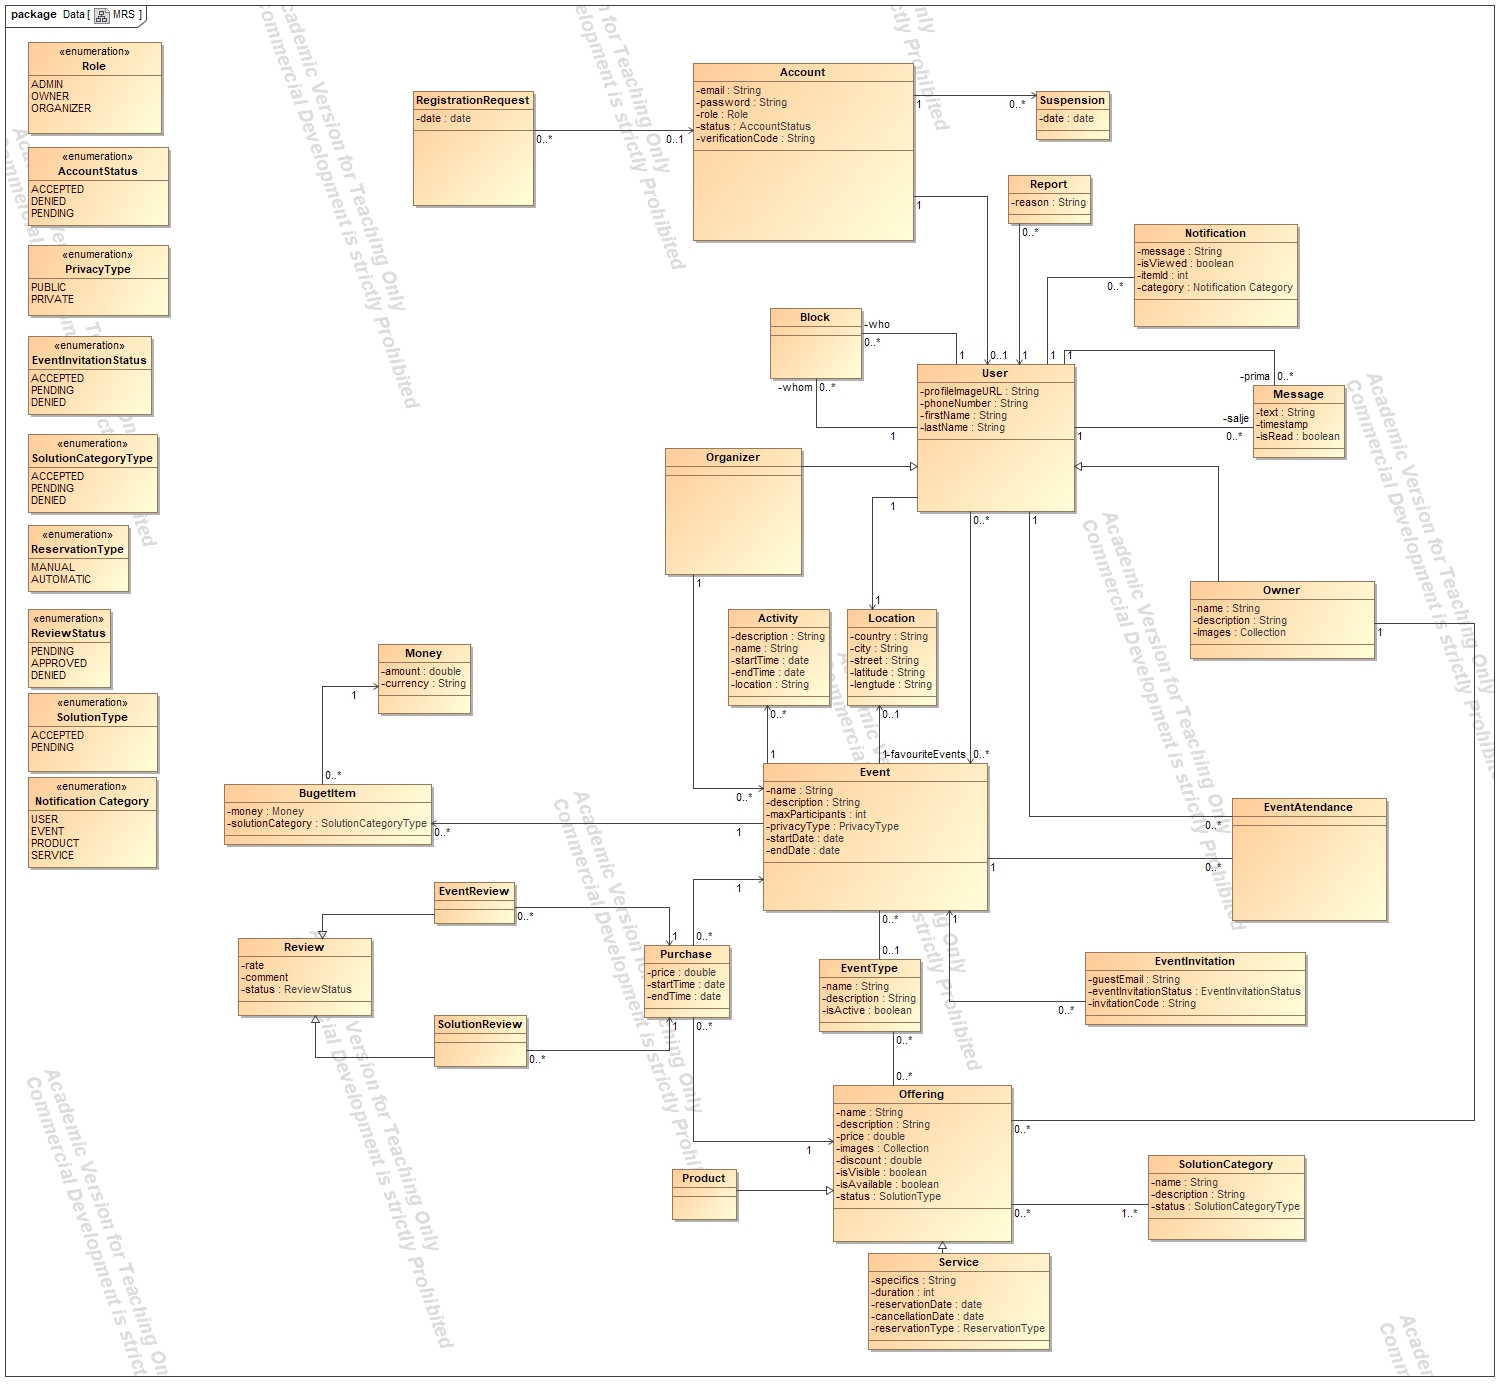 package Data [ MRS ]
«enumeration»
Role
ADMIN
OWNER
ORGANIZER
«enumeration»
AccountStatus
ACCEPTED
DENIED
PENDING
«enumeration»
PrivacyType
PUBLIC
PRIVATE
«enumeration»
EventInvitationStatus
ACCEPTED
PENDING
DENIED
«enumeration»
SolutionCategoryType
ACCEPTED
PENDING
DENIED
«enumeration»
ReservationType
MANUAL
AUTOMATIC
«enumeration»
ReviewStatus
PENDING
APPROVED
DENIED
«enumeration»
SolutionType
ACCEPTED
PENDING
«enumeration»
Notification Category
USER
EVENT
PRODUCT
SERVICE
RegistrationRequest
-date : date
0..*
0..1
Account
-email : String
-password : String
-role : Role
-status : AccountStatus
-verificationCode : String
1
0..*
1
0..1
Suspension
-date : date
Report
-reason : String
0..*
1
Notification
-message : String
-isViewed : boolean
-itemId : int
-category : Notification Category
0..*
1
Block
-who
0..*
1
-whom
0..*
1
User
-profileImageURL : String
-phoneNumber : String
-firstName : String
-lastName : String
1
-prima
0..*
1
-salje
0..*
Message
-text : String
-timestamp
-isRead : boolean
Organizer
1
0..*
1
1
0..*
-favouriteEvents
0..*
1
0..*
Owner
-name : String
-description : String
-images : Collection
1
0..*
Activity
-description : String
-name : String
-startTime : date
-endTime : date
-location : String
0..*
1
Location
-country : String
-city : String
-street : String
-latitude : String
-lengtude : String
0..1
1
Money
-amount : double
-currency : String
1
0..*
BugetItem
-money : Money
-solutionCategory : SolutionCategoryType
0..*
1
Event
-name : String
-description : String
-maxParticipants : int
-privacyType : PrivacyType
-startDate : date
-endDate : date
1
0..*
EventAtendance
EventReview
0..*
1
Review
-rate
-comment
-status : ReviewStatus
SolutionReview
0..*
1
Purchase
-price : double
-startTime : date
-endTime : date
0..*
1
0..*
1
0..*
0..1
EventType
-name : String
-description : String
-isActive : boolean
0..*
0..*
1
0..*
EventInvitation
-guestEmail : String
-eventInvitationStatus : EventInvitationStatus
-invitationCode : String
Offering
-name : String
-description : String
-price : double
-images : Collection
-discount : double
-isVisible : boolean
-isAvailable : boolean
-status : SolutionType
0..*
1..*
SolutionCategory
-name : String
-description : String
-status : SolutionCategoryType
Product
Service
-specifics : String
-duration : int
-reservationDate : date
-cancellationDate : date
-reservationType : ReservationType
Academic Version for Teaching Only
Commercial Development is strictly Prohibited